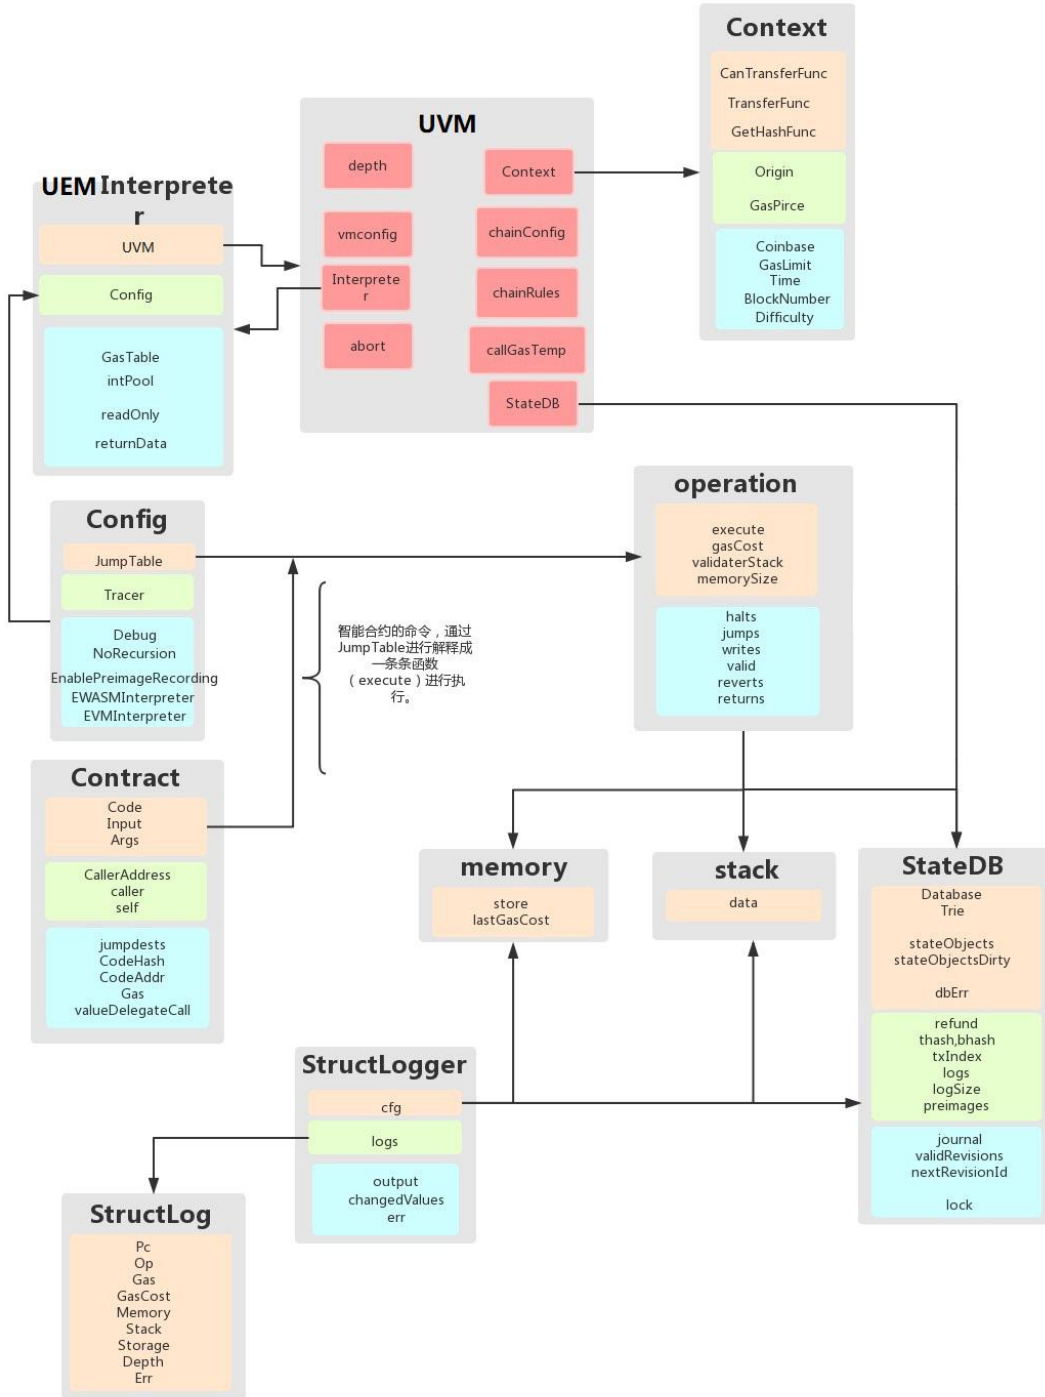 Context
CanTransferFunc
TransferFunc
GetHashFunc
Origin
GasPirce
Coinbase
GasLimit
Time
BlockNumber
Difficulty
UVM
depth
Context
vmconfig
chainConfig
Interprete
r
chainRules
abort
callGasTemp
StateDB
UEM Interprete
r
UVM
Config
GasTable
intPool
readOnly
returnData
operation
execute
gasCost
validaterStack
memorySize
halts
jumps
writes
valid
reverts
returns
Config
JumpTable
Tracer
Debug
NoRecursion
EnablePreimageRecording
EWASMInterpreter
EVMInterpreter
智能合约的命令，通过
JumpTable进行解释成
一条条函数
（execute）进行执
行。
Contract
Code
Input
Args
CallerAddress
caller
self
jumpdests
CodeHash
CodeAddr
Gas
valueDelegateCall
memory
store
lastGasCost
stack
data
StateDB
Database
Trie
stateObjects
stateObjectsDirty
dbErr
refund
thash,bhash
txIndex
logs
logSize
preimages
journal
validRevisions
nextRevisionId
lock
StructLogger
cfg
logs
output
changedValues
err
StructLog
Pc
Op
Gas
GasCost
Memory
Stack
Storage
Depth
Err